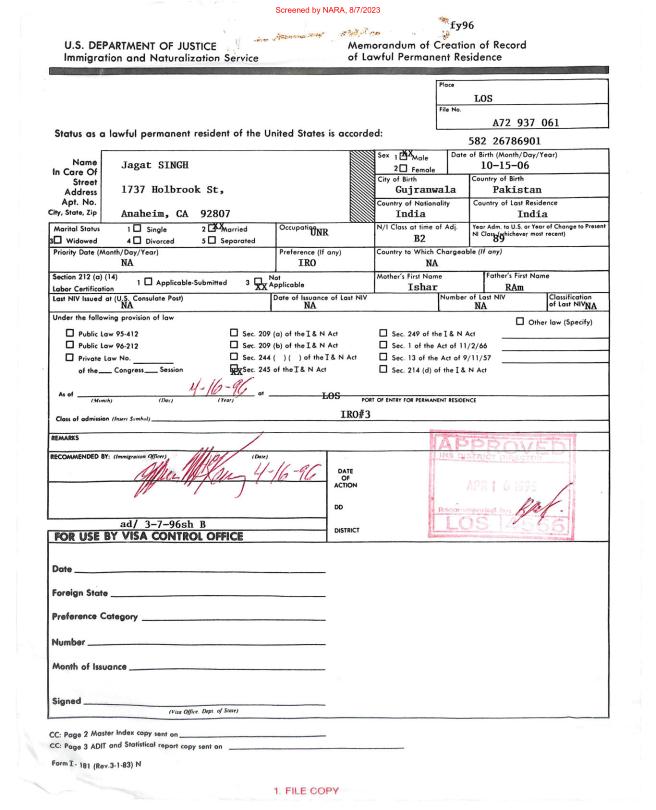 Screened by NARA, 8/7/2023
fy96
U.S. DEPARTMENT OF JUSTICE
Immigration and Naturalization Service
Memorandum of Creation of Record
of Lawful Permanent Residence
Place
LOS
File No.
A72 937 061
Status as a lawful permanent resident of the United States is accorded:
582 26786901
Name
In Care Of
Street
Address
Apt. No.
City, State, Zip
Jagat SINGH
1737 Holbrook St,
Anaheim, CA 92807
Sex 1 XX Male
2 Female
Date of Birth (Month/Day/Year)
10-15-06
City of Birth
Gujranwala
Country of Birth
Pakistan
Country of Nationality
India
Country of Last Residence
India
Marital Status 1 Single 2 XX Married
3 Widowed 4 Divorced 5 Separated
Occupation
UNR
N/I Class at time of Adj.
B2
Year Adm. to U.S. or Year of Change to Present
NI Class (whichever most recent)
89
Priority Date (Month/Day/Year)
NA
Preference (If any)
IRO
Country to Which Chargeable (If any)
NA
Section 212 (a) (14)
Labor Certification
1 Applicable-Submitted 3 XX Not Applicable
Mother's First Name
Ishar
Father's First Name
RAm
Last NIV Issued at (U.S. Consulate Post)
NA
Date of Issuance of Last NIV
NA
Number of Last NIV
NA
Classification
of Last NIV NA
Under the following provision of law
Other law (Specify)
Public Law 95-412 Sec. 209 (a) of the I & N Act Sec. 249 of the I & N Act
Public Law 96-212 Sec. 209 (b) of the I & N Act Sec. 1 of the Act of 11/2/66
Private Law No. Sec. 244 ( ) ( ) of the I & N Act Sec. 13 of the Act of 9/11/57
of the Congress, Session XX Sec. 245 of the I & N Act Sec. 214 (d) of the I & N Act
As of 4-16-96 at LOS
(Month) (Day) (Year) PORT OF ENTRY FOR PERMANENT RESIDENCE
Class of admission (Insert Symbol) IRO#3
REMARKS
RECOMMENDED BY: (Immigration Officer) (Date)
4-16-96
DATE
OF
ACTION
DD
DISTRICT
APPROVED
INS DISTRICT DIRECTOR
Recommended By:
ad/ 3-7-96sh B
FOR USE BY VISA CONTROL OFFICE
Date
Foreign State
Preference Category
Number
Month of Issuance
Signed
(Visa Office, Dept. of State)
CC: Page 2 Master Index copy sent on
CC: Page 3 ADIT and Statistical report copy sent on
Form I - 181 (Rev.3-1-83) N
1. FILE COPY